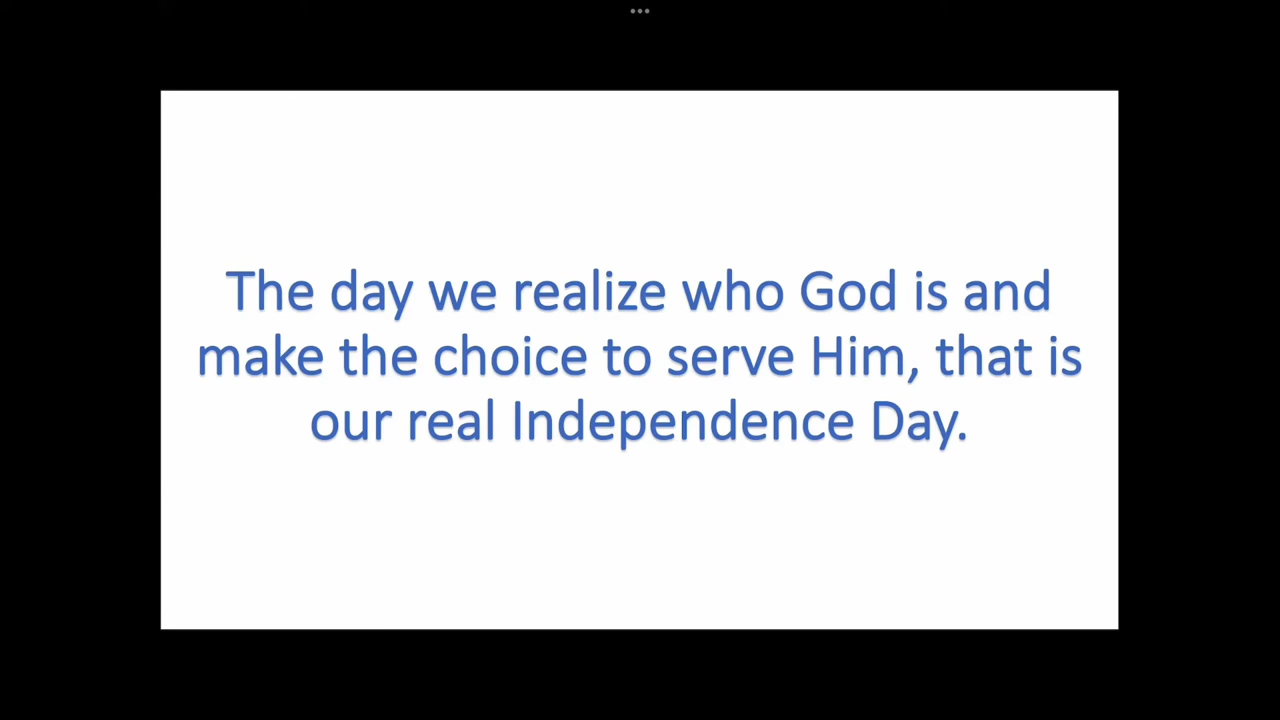 The day we realize who God is and
make the choice to serve Him, that is
our real Independence Day.